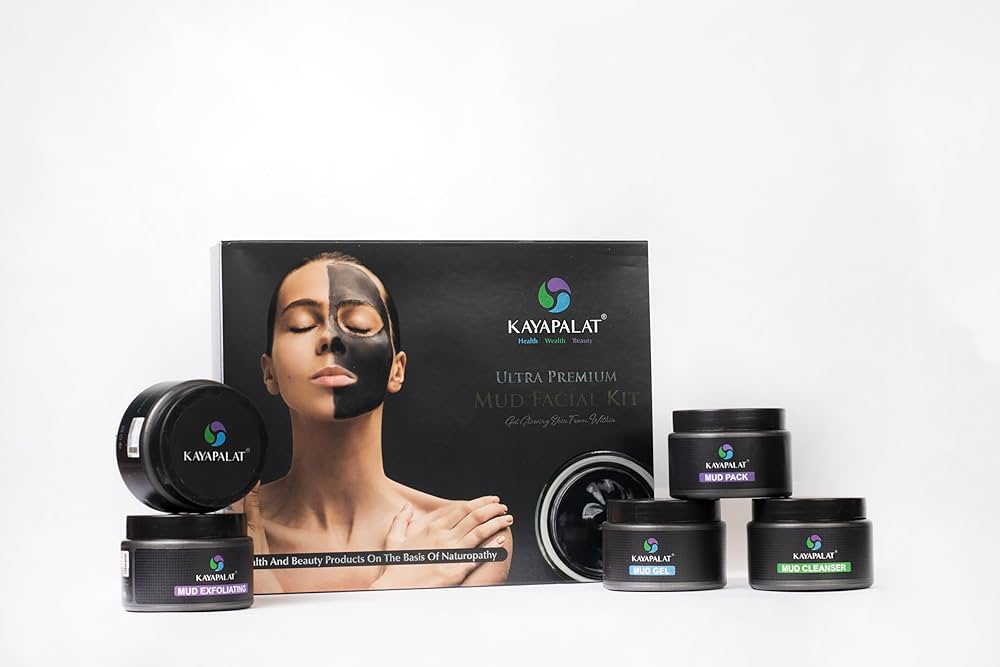 KAYAPALAT®
Health Wealth Beauty
ULTRA PREMIUM
MUD FACIAL KIT
Get Glowing Skin From Within
alth And Beauty Products On The Basis Of Naturopathy
KAYAPALAT®
KAYAPALAT®
MUD EXFOLIATING
KAYAPALAT®
MUD PACK
KAYAPALAT®
MUD GEL
KAYAPALAT®
MUD CLEANSER